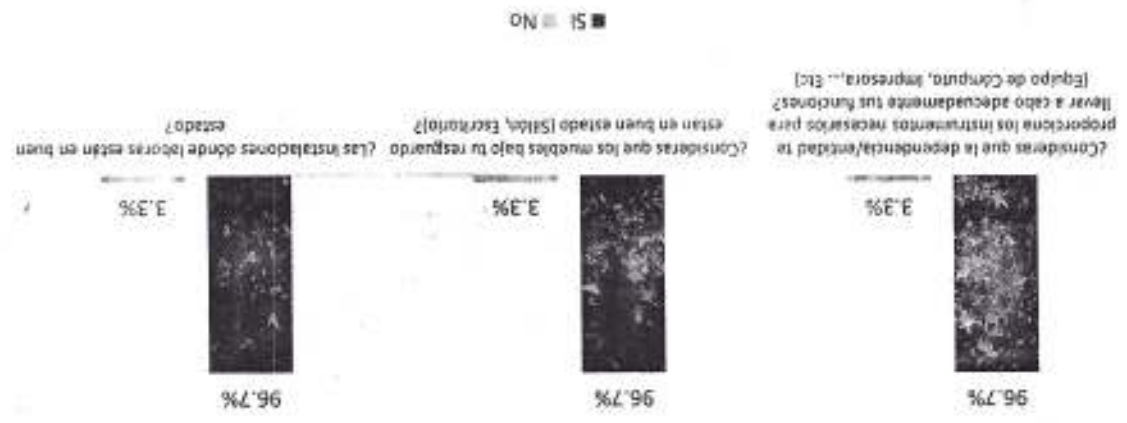 96.7%
96.7%
96.7%
3.3%
3.3%
3.3%
¿Consideras que la dependencia/entidad te
proporciona los instrumentos necesarios para
llevar a cabo adecuadamente tus funciones?
(Equipo de Cómputo, Impresora,... Etc)
¿Consideras que los muebles bajo tu resguardo
estan en buen estado (Sillón, Escritorio)?
¿Las instalaciones dónde laboras están en buen
estado?
Si No